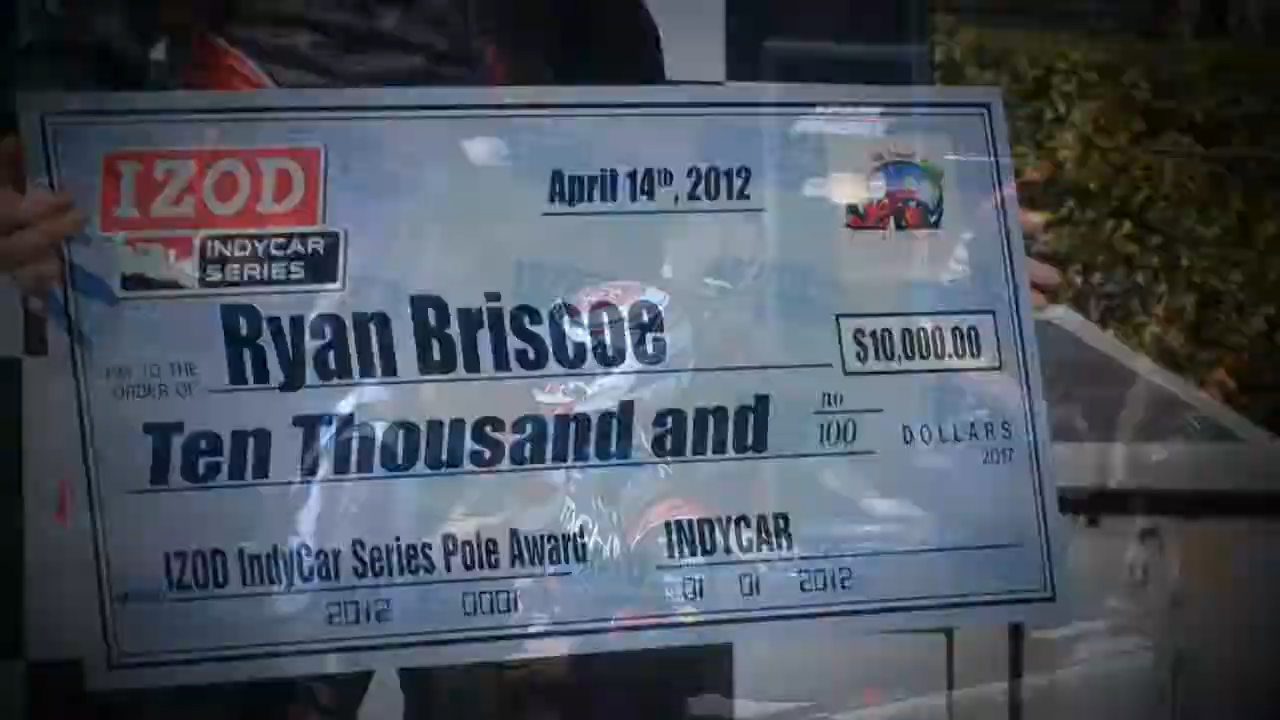 IZOD
INDYCAR
SERIES
April 14th, 2012
PAY TO THE
ORDER OF
Ryan Briscoe
$10,000.00
Ten Thousand and
no
100
DOLLARS
2017
IZOD IndyCar Series Pole Award
INDYCAR
2012 0001 01 01 2012